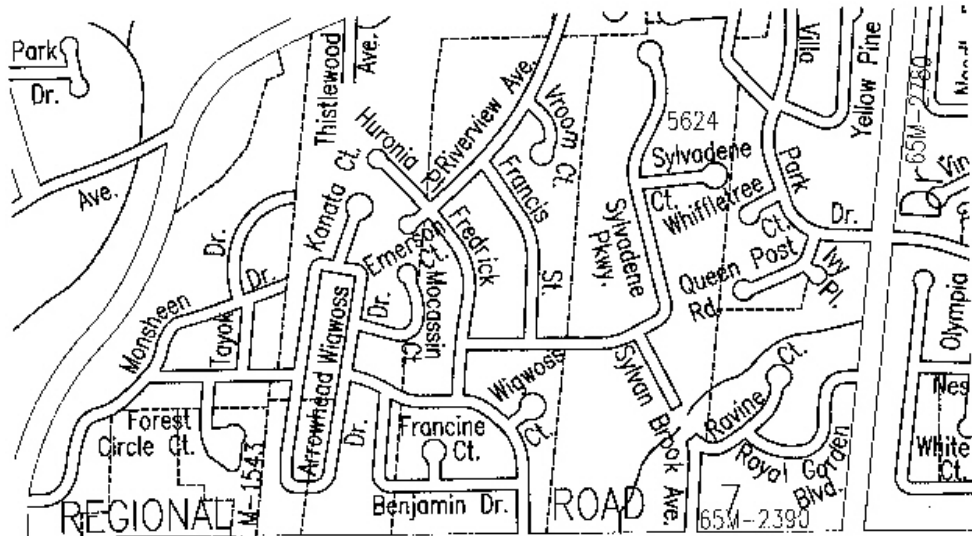 Park
Dr.
Ave.
Thistlewood
Ave.
Huronia
Ct.
Riverview Ave.
Vroom Ct.
Francis
St.
5624
Sylvadene
Ct.
Sylvadene
Pkwy.
Whiffletree
Ct.
Villa
Yellow Pine
65M-2780
Park
Dr.
Queen Post
Rd.
Ivy
Pl.
Olympia
Kanata
Emerson
Ct.
Fredrick
Dr.
Dr.
Monsheen
Tayok
Arrowhead
Wigwoss
Dr.
Dr.
Mocassin
Ct.
Wigwoss
Ct.
Sylvan Brook Ave.
Ravine
Ct.
Royal Garden
Blvd.
White
Ct.
Forest
Circle Ct.
Francine
Ct.
Benjamin Dr.
M-1543
REGIONAL
ROAD
7
65M-2390